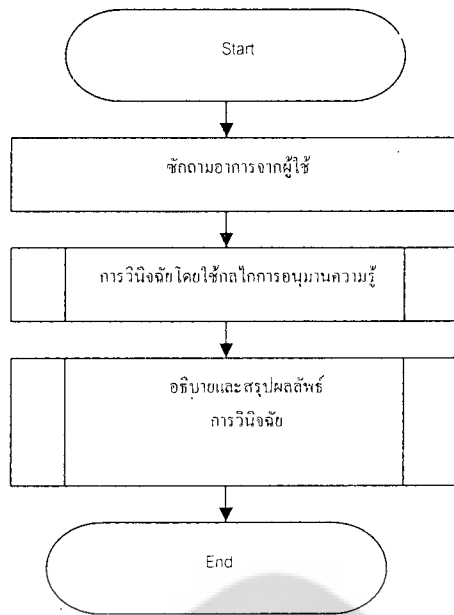 Start
ซักถามอาการจากผู้ใช้
การวินิจฉัยโดยใช้กลไกการอนุมานความรู้
อธิบายและสรุปผลลัพธ์
การวินิจฉัย
End